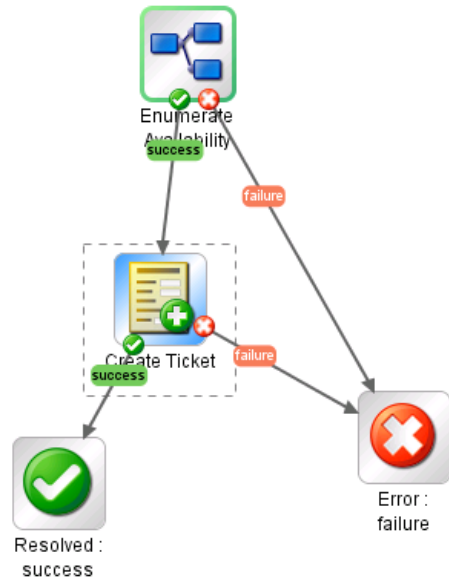 Enumerate
Availability
success
failure
Create Ticket
failure
success
Error :
failure
Resolved :
success